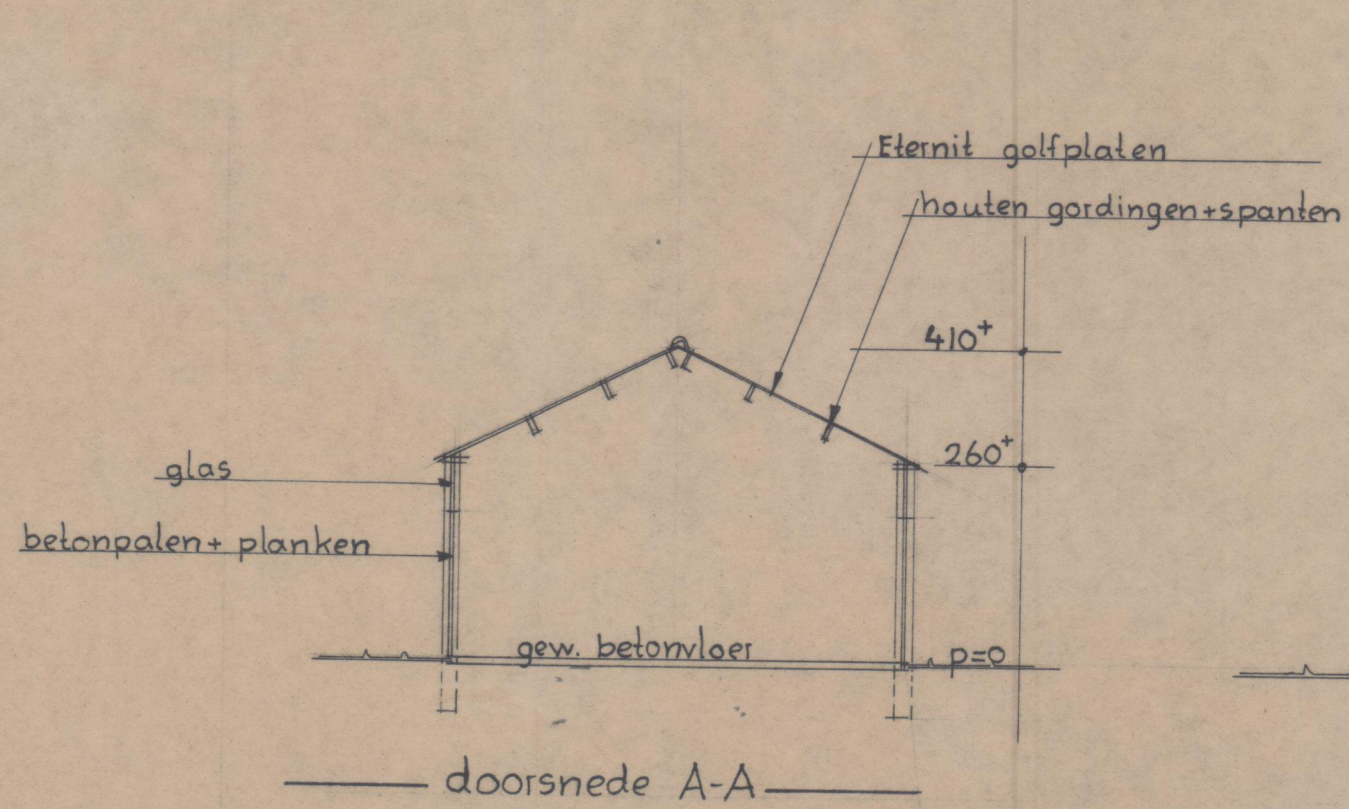 Eternit golfplaten
houten gordingen+spanten
410+
260+
glas
betonpalen+ planken
gew. betonvloer
p=0
doorsnede A-A